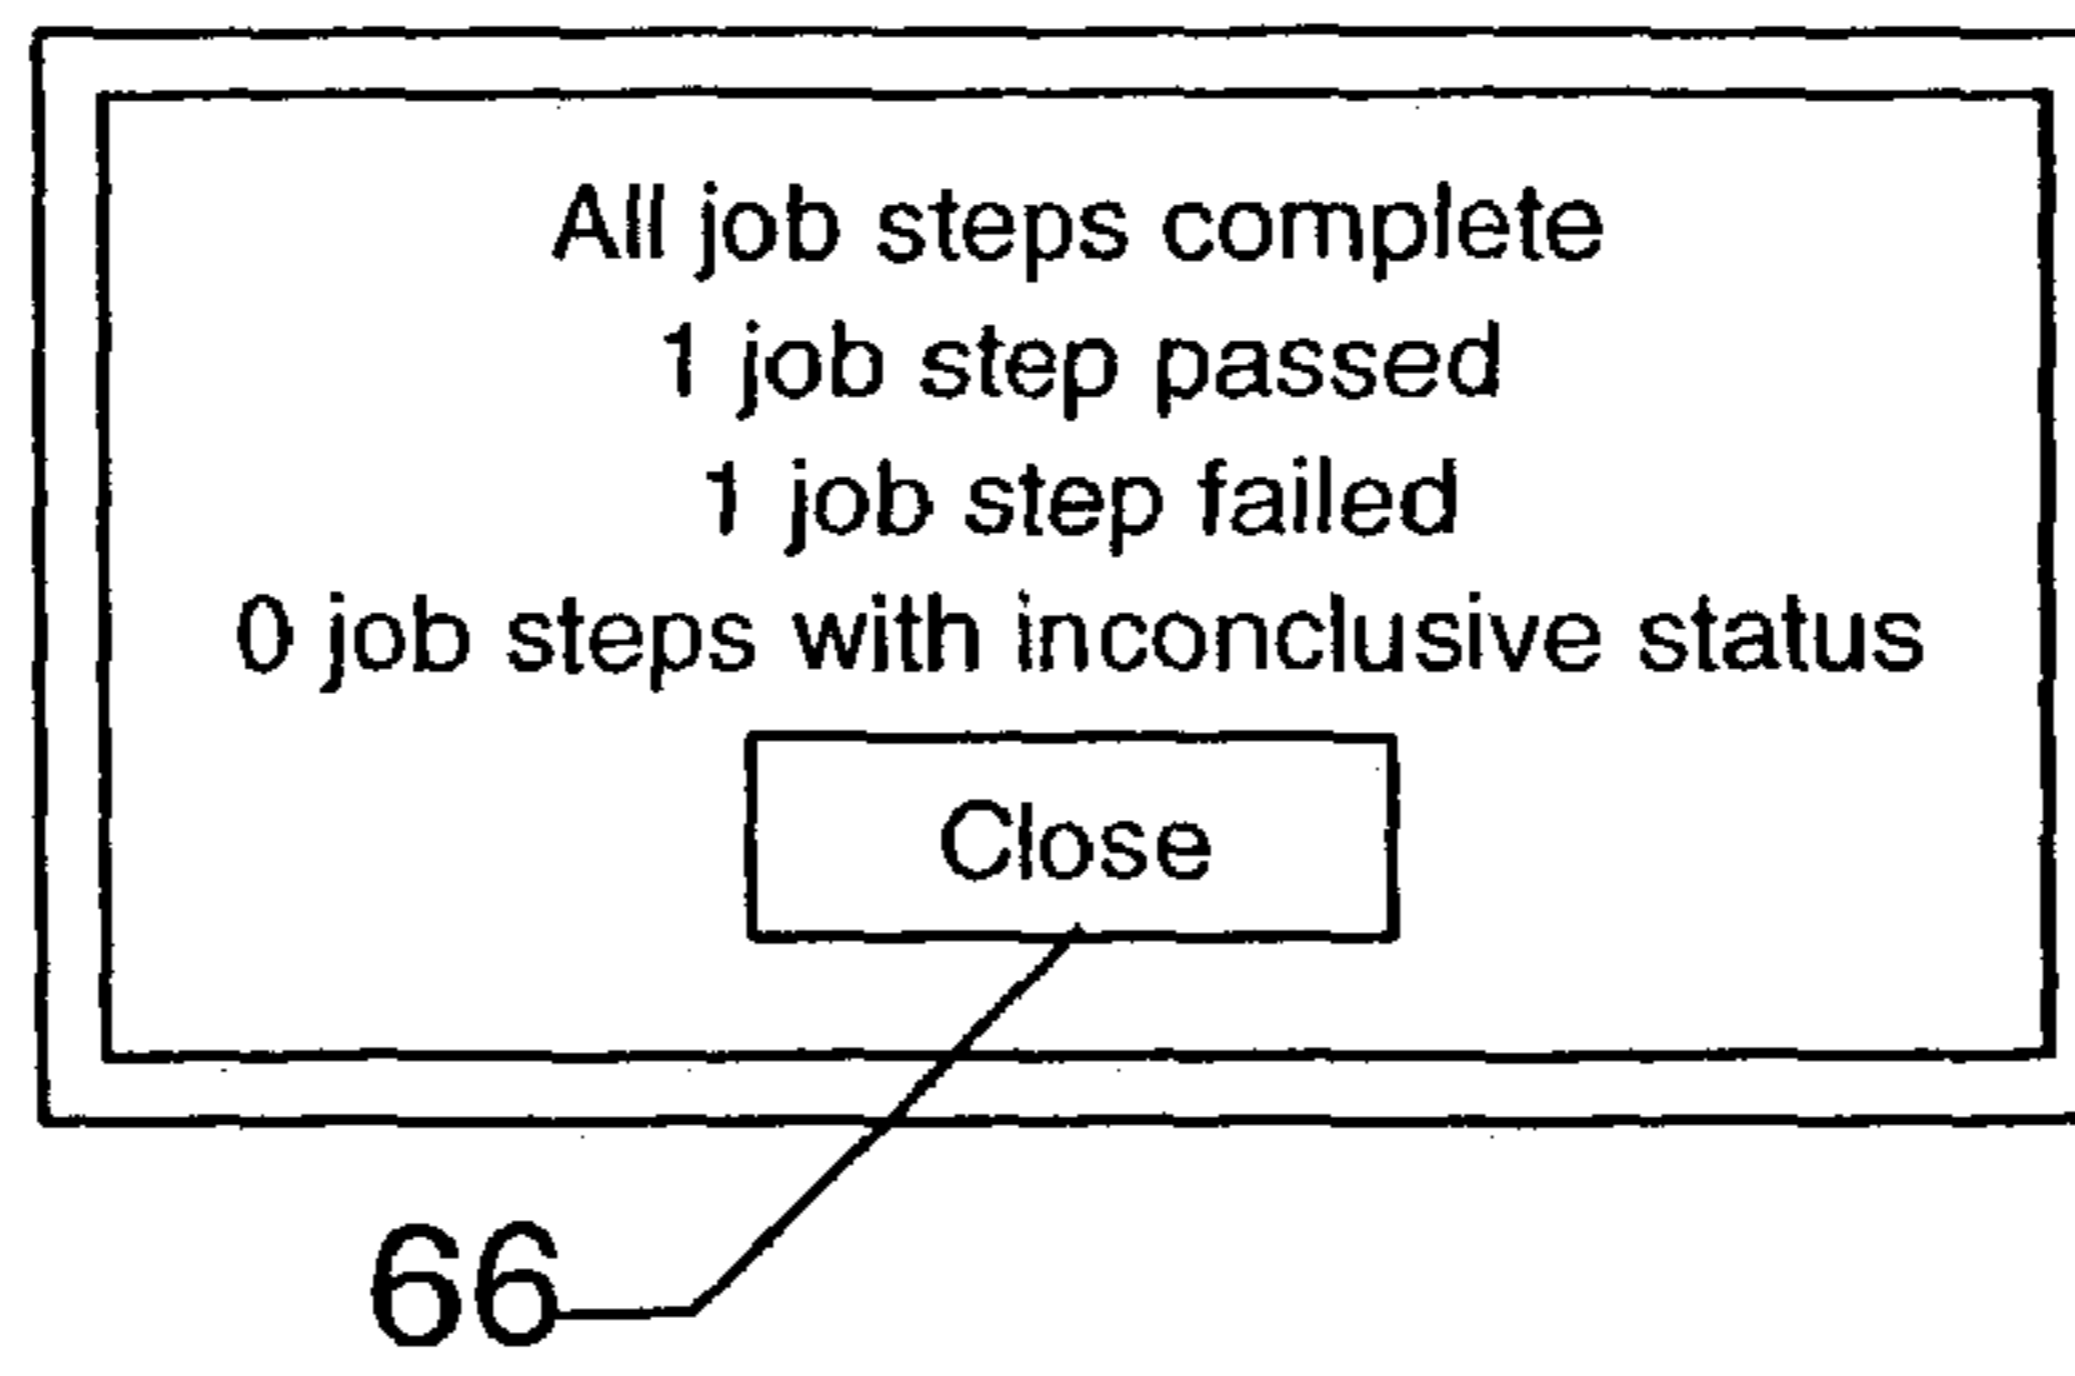 All job steps complete
1 job step passed
1 job step failed
0 job steps with inconclusive status
Close
66